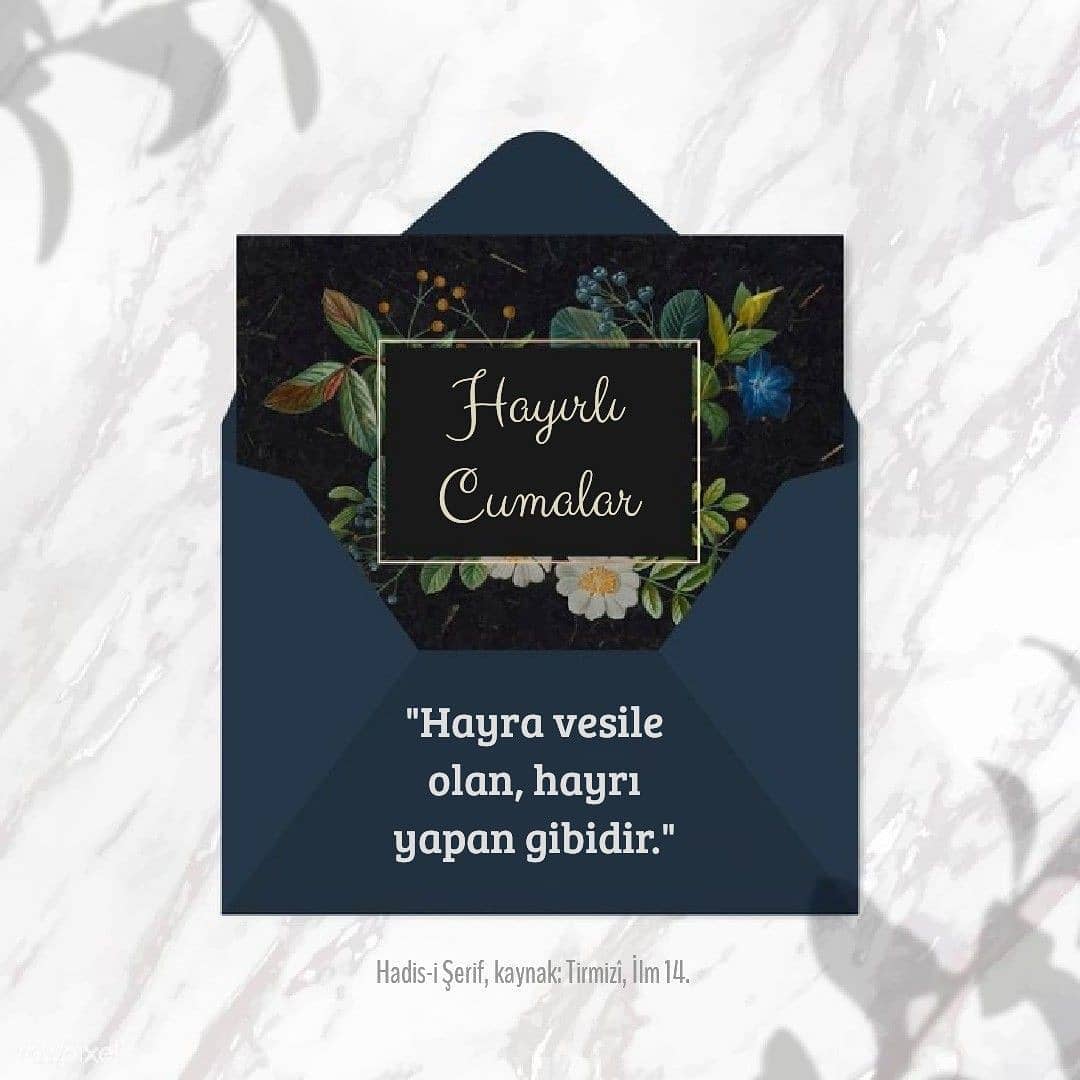 Hayırlı
Cumalar
"Hayra vesile
olan, hayrı
yapan gibidir."
Hadis-i Şerif, kaynak: Tirmizî, İlm 14.